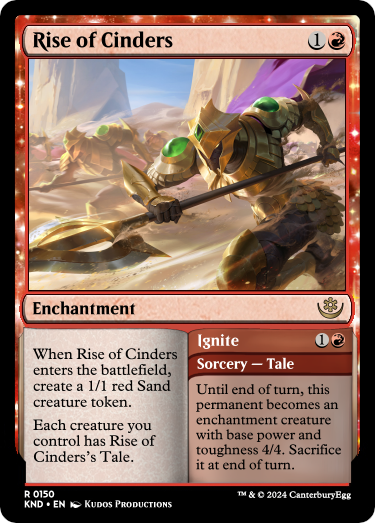 Rise of Cinders 1
Enchantment
When Rise of Cinders
enters the battlefield,
create a 1/1 red Sand
creature token.
Each creature you
control has Rise of
Cinders's Tale.
Ignite 1
Sorcery — Tale
Until end of turn, this
permanent becomes an
enchantment creature
with base power and
toughness 4/4. Sacrifice
it at end of turn.
R 0150
KND • EN Kudos Productions
™ & © 2024 CanterburyEgg